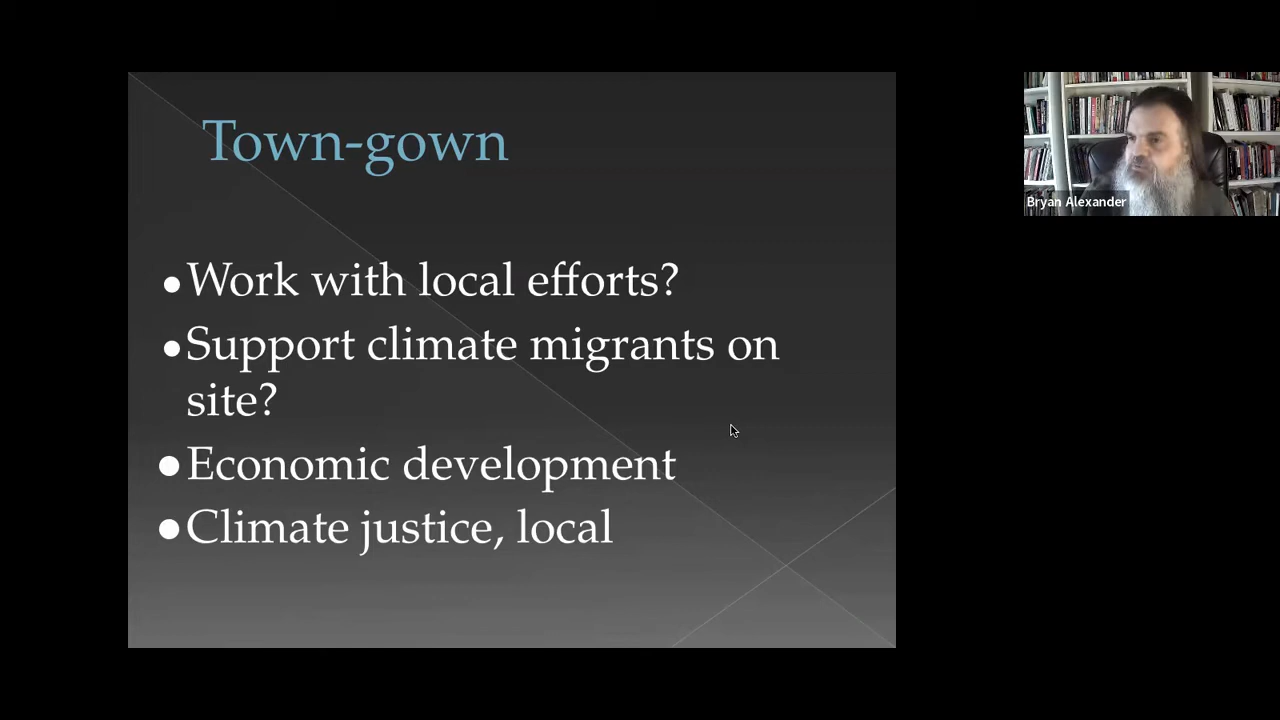 Town-gown
•Work with local efforts?
•Support climate migrants on
site?
•Economic development
•Climate justice, local
Bryan Alexander